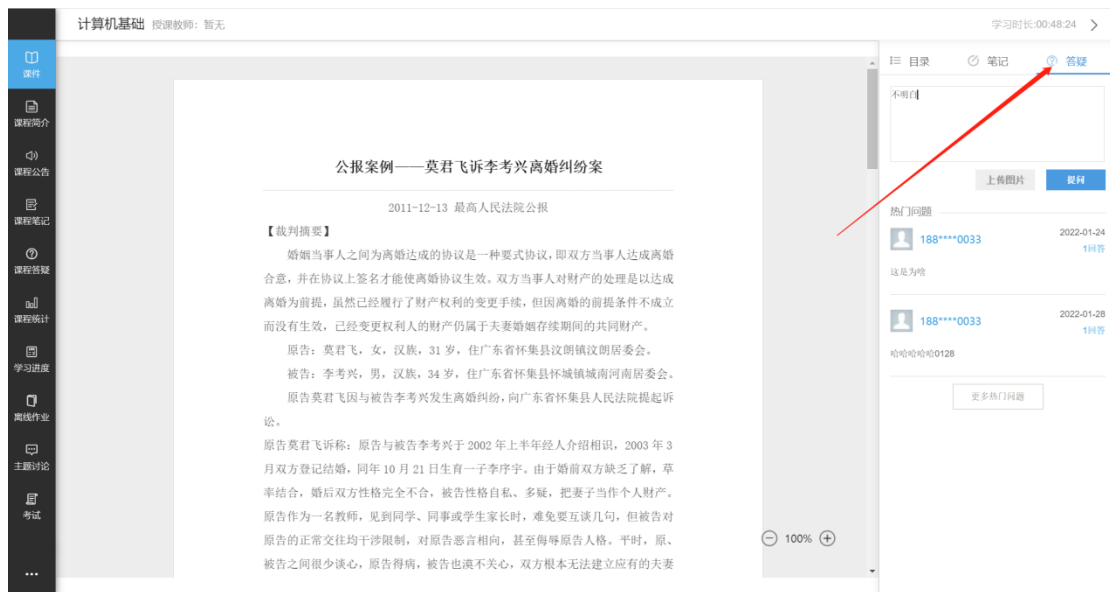 计算机基础 授课教师：暂无
学习时长:00:48:24
课件
课程简介
课程公告
课程笔记
课程答疑
课程统计
学习进度
离线作业
主题讨论
考试
公报案例——莫君飞诉李考兴离婚纠纷案
2011-12-13 最高人民法院公报
【裁判摘要】
婚姻当事人之间为离婚达成的协议是一种要式协议，即双方当事人达成离婚
合意，并在协议上签名才能使离婚协议生效。双方当事人对财产的处理是以达成
离婚为前提，虽然已经履行了财产权利的变更手续，但因离婚的前提条件不成立
而没有生效，已经变更权利人的财产仍属于夫妻婚姻存续期间的共同财产。
原告：莫君飞，女，汉族，31 岁，住广东省怀集县汶朗镇汶朗居委会。
被告：李考兴，男，汉族，34 岁，住广东省怀集县怀城镇城南河南居委会。
原告莫君飞因与被告李考兴发生离婚纠纷，向广东省怀集县人民法院提起诉
讼。
原告莫君飞诉称：原告与被告李考兴于 2002 年上半年经人介绍相识，2003 年 3
月双方登记结婚，同年 10 月 21 日生育一子李序宇。由于婚前双方缺乏了解，草
率结合，婚后双方性格完全不合，被告性格自私、多疑，把妻子当作个人财产。
原告作为一名教师，见到同学、同事或学生家长时，难免要互谈几句，但被告对
原告的正常交往均干涉限制，对原告恶言相向，甚至侮辱原告人格。平时，原、
被告之间很少谈心，原告得病，被告也漠不关心，双方根本无法建立应有的夫妻
100%
目录 笔记 答疑
不明白
上传图片 提问
热门问题
188****0033 2022-01-24
1回答
这是为啥
188****0033 2022-01-28
1回答
哈哈哈哈哈0128
更多热门问题